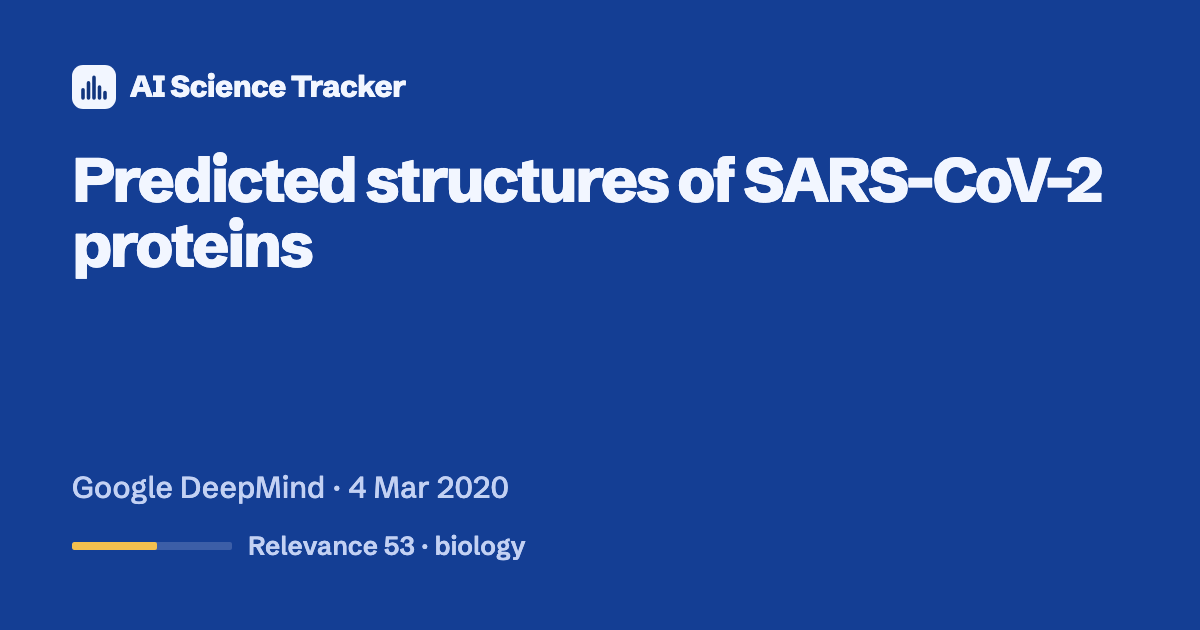 AI Science Tracker
Predicted structures of SARS-CoV-2
proteins
Google DeepMind · 4 Mar 2020
Relevance 53 · biology